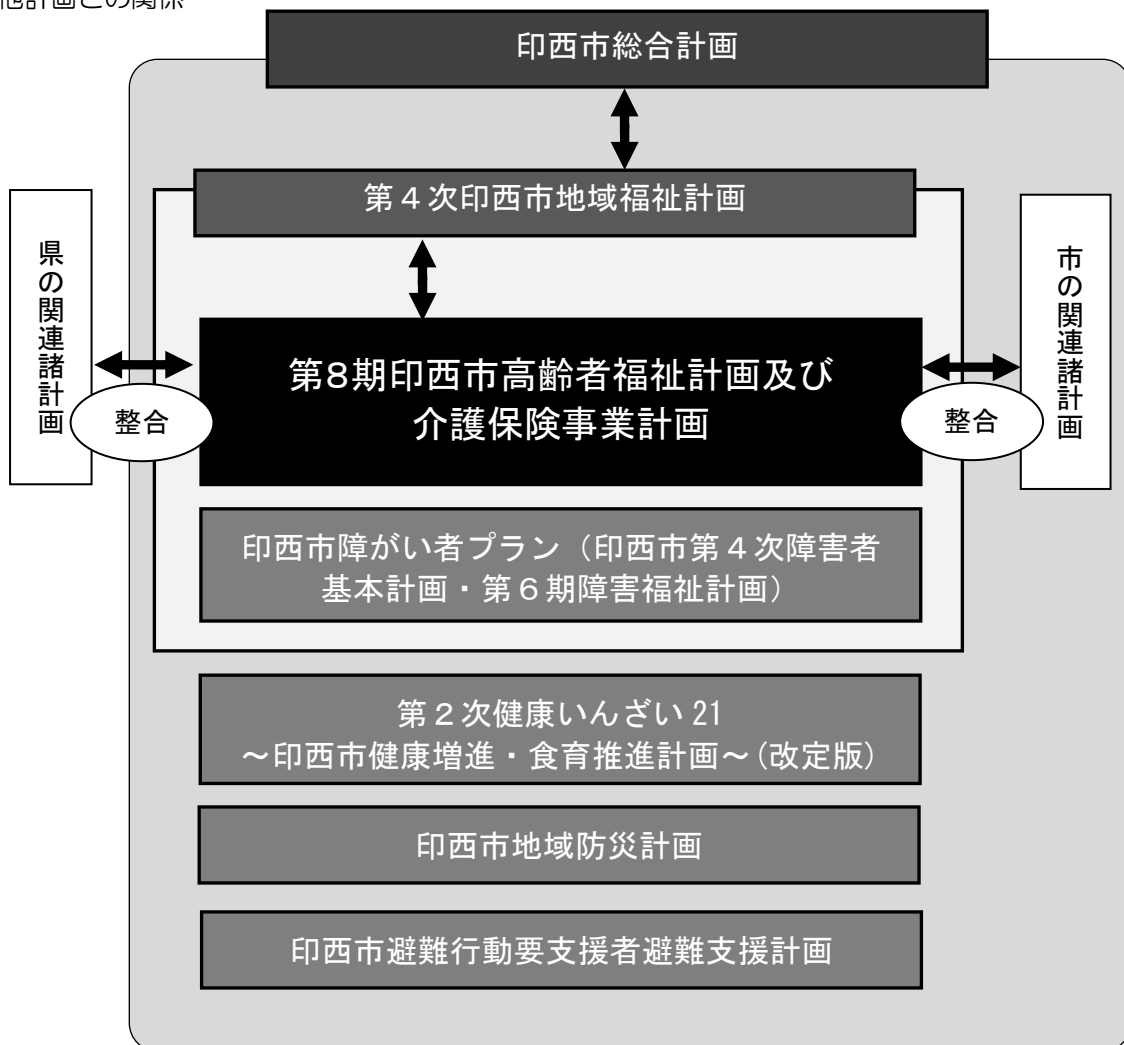 他計画との関係
印西市総合計画
第４次印西市地域福祉計画
県の関連諸計画
市の関連諸計画
第8期印西市高齢者福祉計画及び
介護保険事業計画
整合
整合
印西市障がい者プラン（印西市第４次障害者
基本計画・第６期障害福祉計画）
第２次健康いんざい 21
～印西市健康増進・食育推進計画～（改定版）
印西市地域防災計画
印西市避難行動要支援者避難支援計画